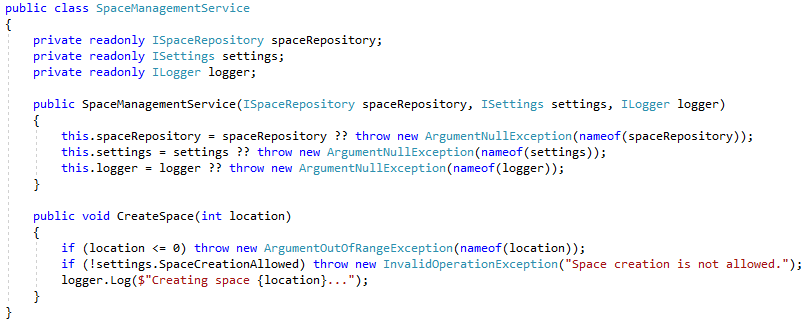 public class SpaceManagementService
{
    private readonly ISpaceRepository spaceRepository;
    private readonly ISettings settings;
    private readonly ILogger logger;

    public SpaceManagementService(ISpaceRepository spaceRepository, ISettings settings, ILogger logger)
    {
        this.spaceRepository = spaceRepository ?? throw new ArgumentNullException(nameof(spaceRepository));
        this.settings = settings ?? throw new ArgumentNullException(nameof(settings));
        this.logger = logger ?? throw new ArgumentNullException(nameof(logger));
    }

    public void CreateSpace(int location)
    {
        if (location <= 0) throw new ArgumentOutOfRangeException(nameof(location));
        if (!settings.SpaceCreationAllowed) throw new InvalidOperationException("Space creation is not allowed.");
        logger.Log($"Creating space {location}...");
    }
}